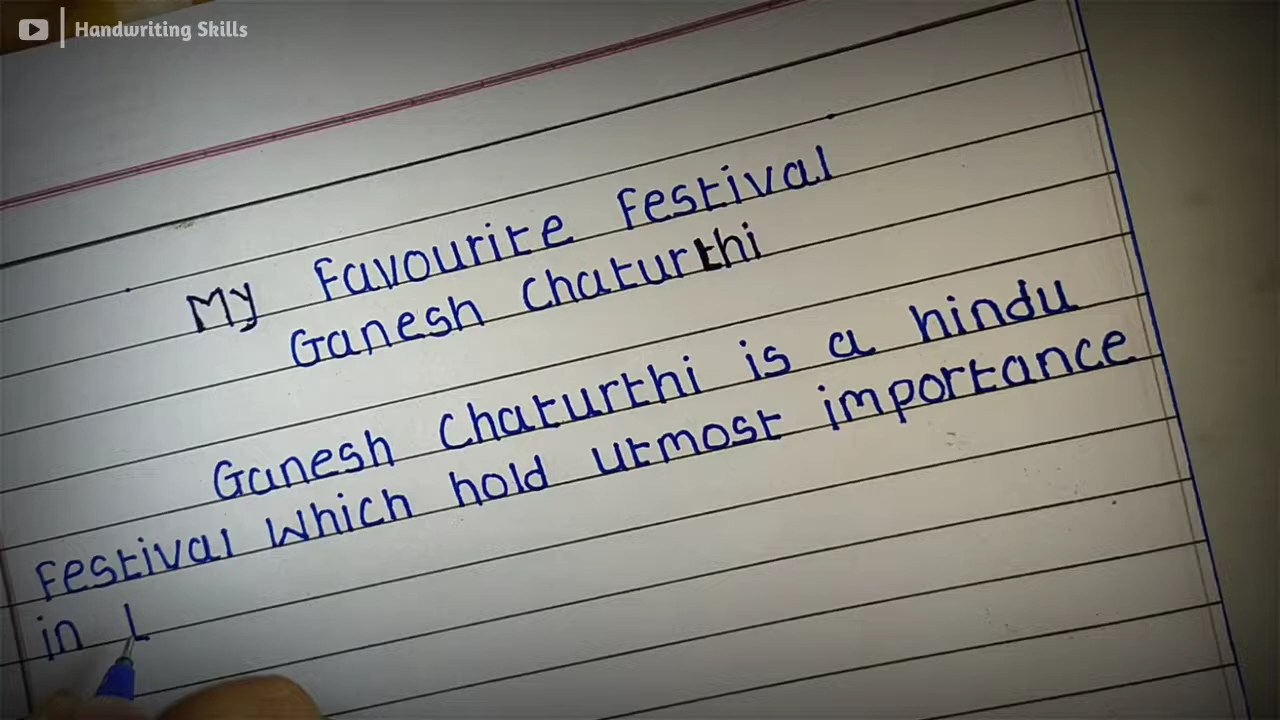 Handwriting Skills
My Favourite Festival
Ganesh Chaturthi
Ganesh Chaturthi is a hindu
Festival Which hold utmost importance
in